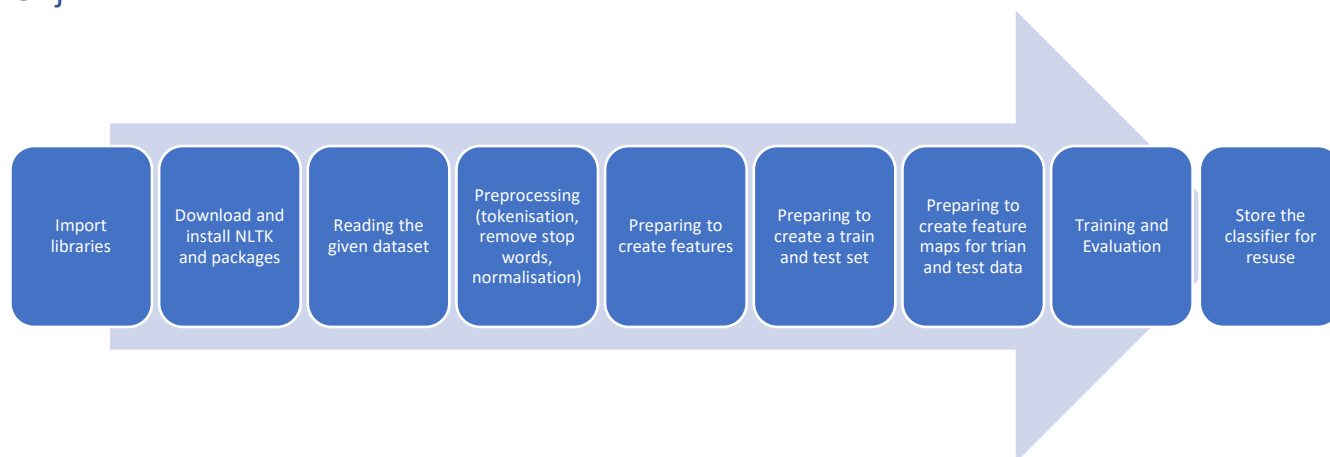 Import
libraries
Download and
install NLTK
and packages
Reading the
given dataset
Preprocessing
(tokenisation,
remove stop
words,
normalisation)
Preparing to
create features
Preparing to
create a train
and test set
Preparing to
create feature
maps for trian
and test data
Training and
Evaluation
Store the
classifier for
resuse